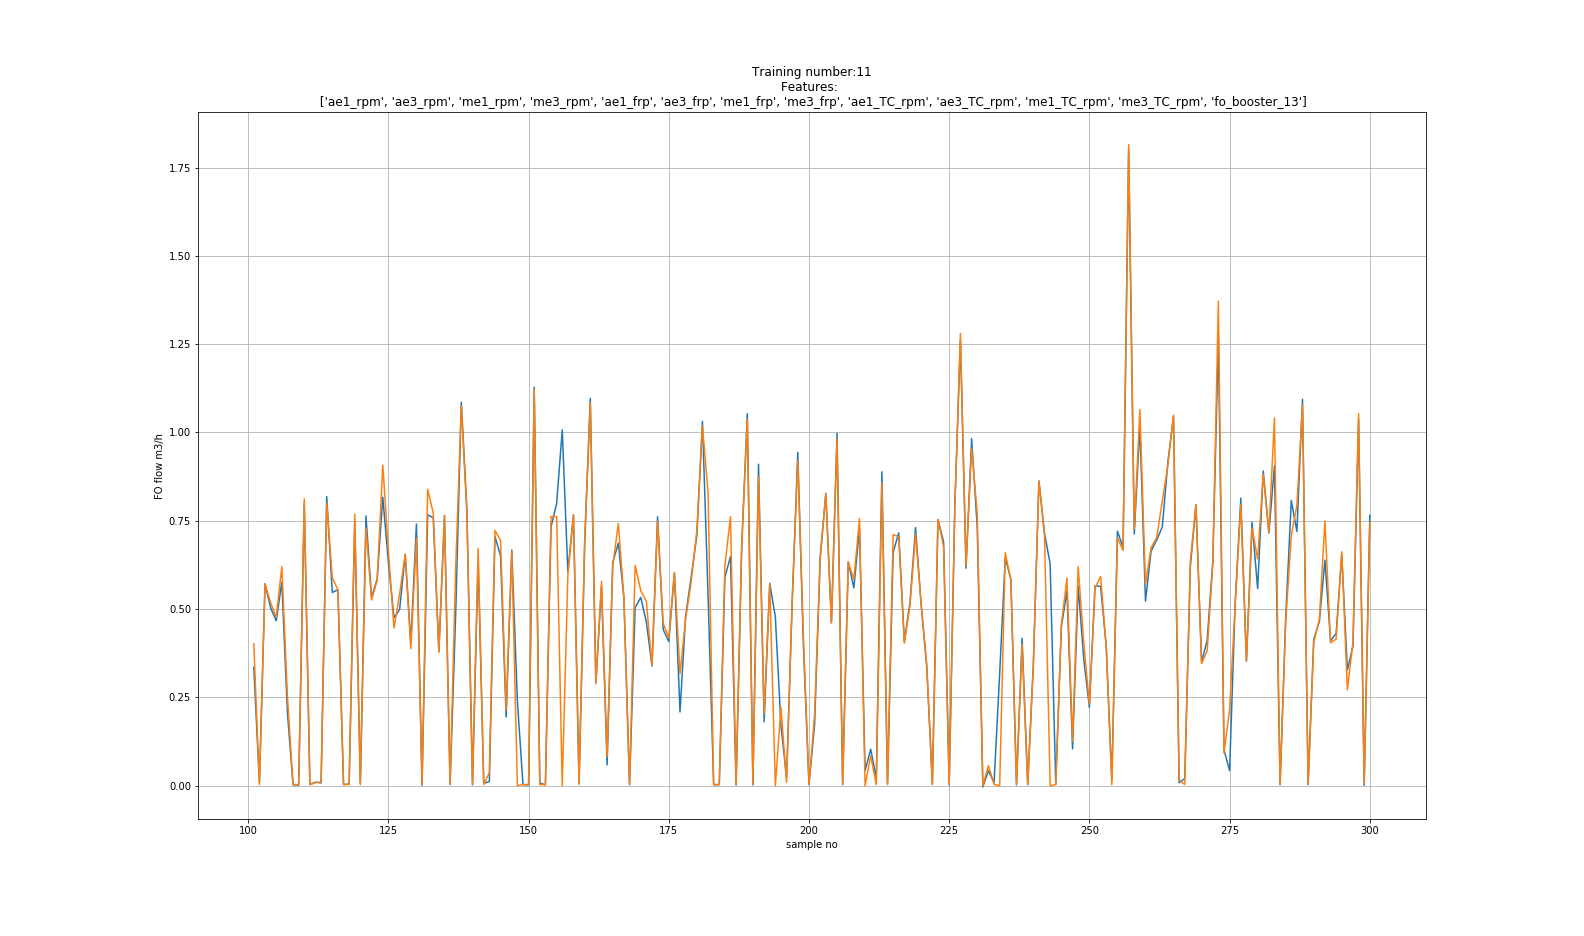 Training number:11
Features:
['ae1_rpm', 'ae3_rpm', 'me1_rpm', 'me3_rpm', 'ae1_frp', 'ae3_frp', 'me1_frp', 'me3_frp', 'ae1_TC_rpm', 'ae3_TC_rpm', 'me1_TC_rpm', 'me3_TC_rpm', 'fo_booster_13']
1.75
1.50
1.25
1.00
0.75
0.50
0.25
0.00
FO flow m3/h
100 125 150 175 200 225 250 275 300
sample no